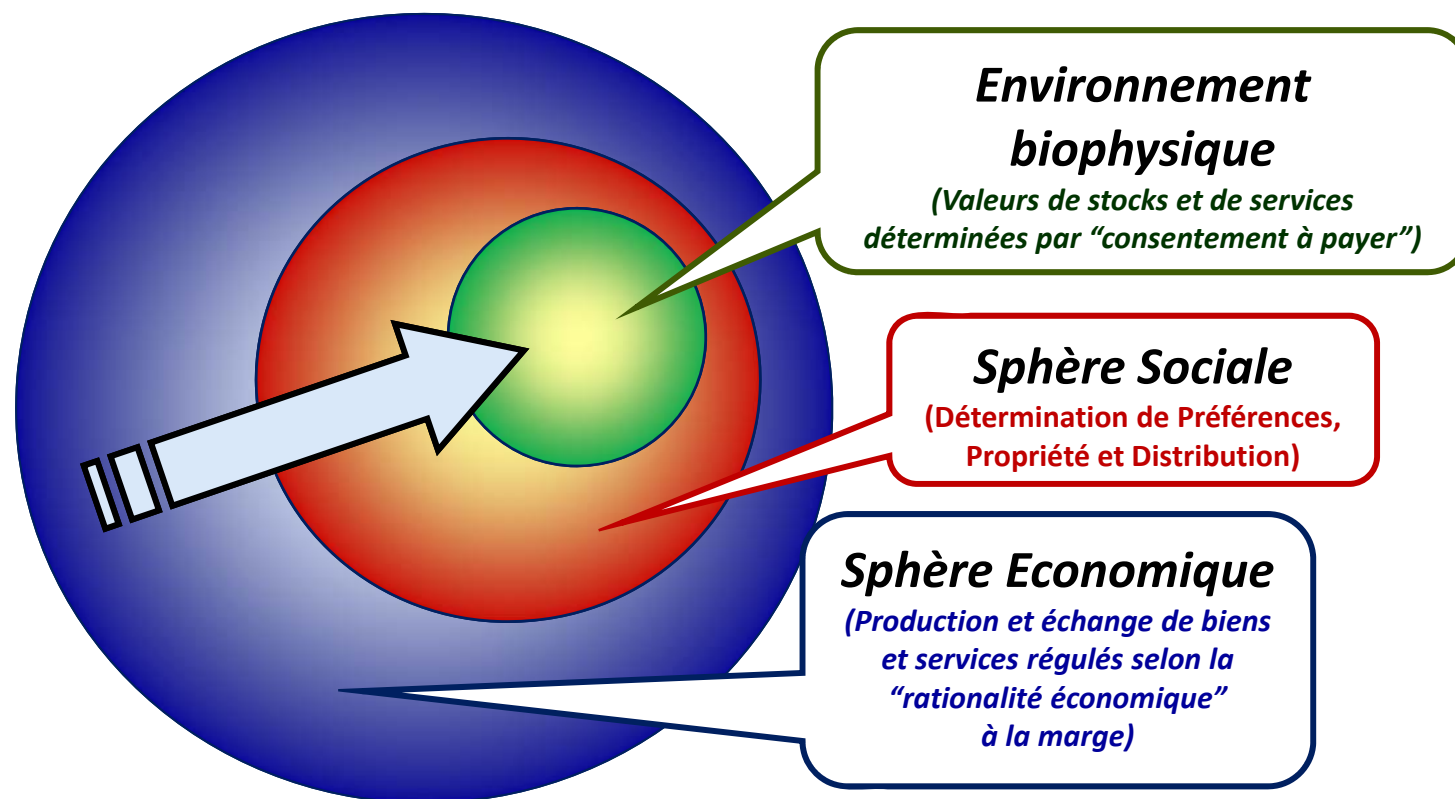 Environnement
biophysique
(Valeurs de stocks et de services
déterminées par “consentement à payer”)
Sphère Sociale
(Détermination de Préférences,
Propriété et Distribution)
Sphère Economique
(Production et échange de biens
et services régulés selon la
“rationalité économique”
à la marge)